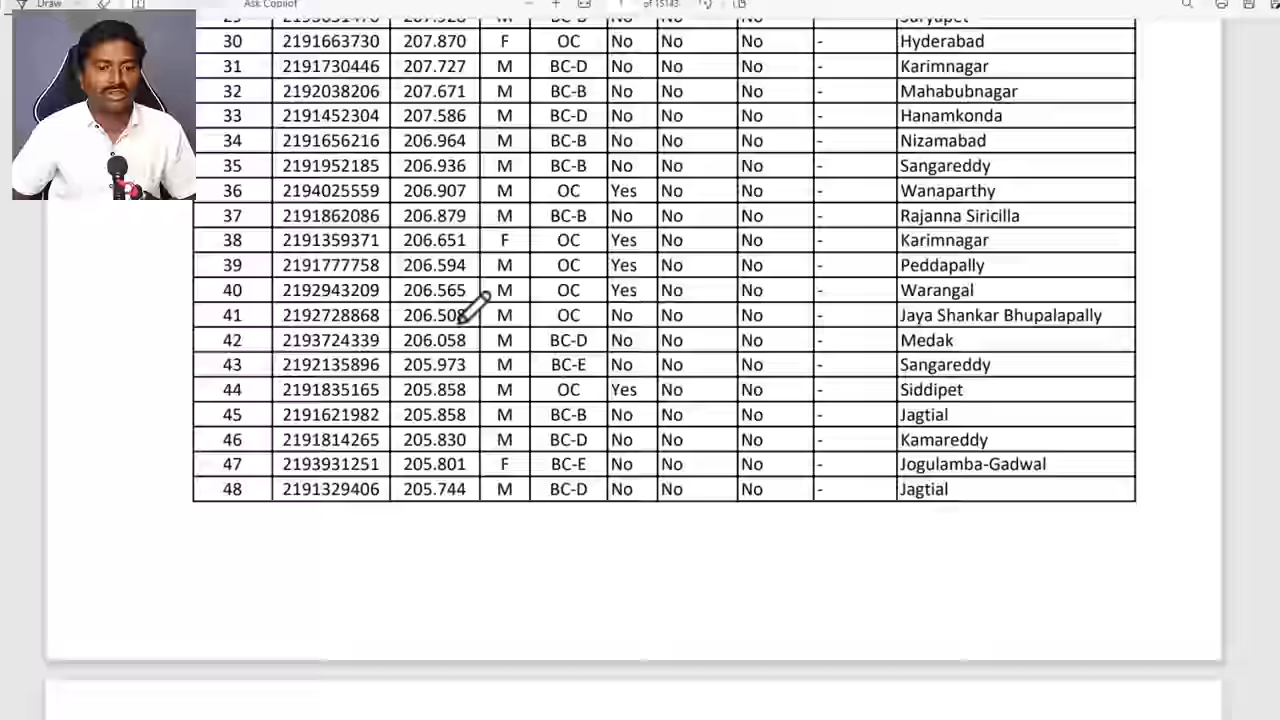 Draw Ask Copilot 1 of 15143
30 2191663730 207.870 F OC No No No - Hyderabad
31 2191730446 207.727 M BC-D No No No - Karimnagar
32 2192038206 207.671 M BC-B No No No - Mahabubnagar
33 2191452304 207.586 M BC-D No No No - Hanamkonda
34 2191656216 206.964 M BC-B No No No - Nizamabad
35 2191952185 206.936 M BC-B No No No - Sangareddy
36 2194025559 206.907 M OC Yes No No - Wanaparthy
37 2191862086 206.879 M BC-B No No No - Rajanna Siricilla
38 2191359371 206.651 F OC Yes No No - Karimnagar
39 2191777758 206.594 M OC Yes No No - Peddapally
40 2192943209 206.565 M OC Yes No No - Warangal
41 2192728868 206.508 M OC No No No - Jaya Shankar Bhupalapally
42 2193724339 206.058 M BC-D No No No - Medak
43 2192135896 205.973 M BC-E No No No - Sangareddy
44 2191835165 205.858 M OC Yes No No - Siddipet
45 2191621982 205.858 M BC-B No No No - Jagtial
46 2191814265 205.830 M BC-D No No No - Kamareddy
47 2193931251 205.801 F BC-E No No No - Jogulamba-Gadwal
48 2191329406 205.744 M BC-D No No No - Jagtial